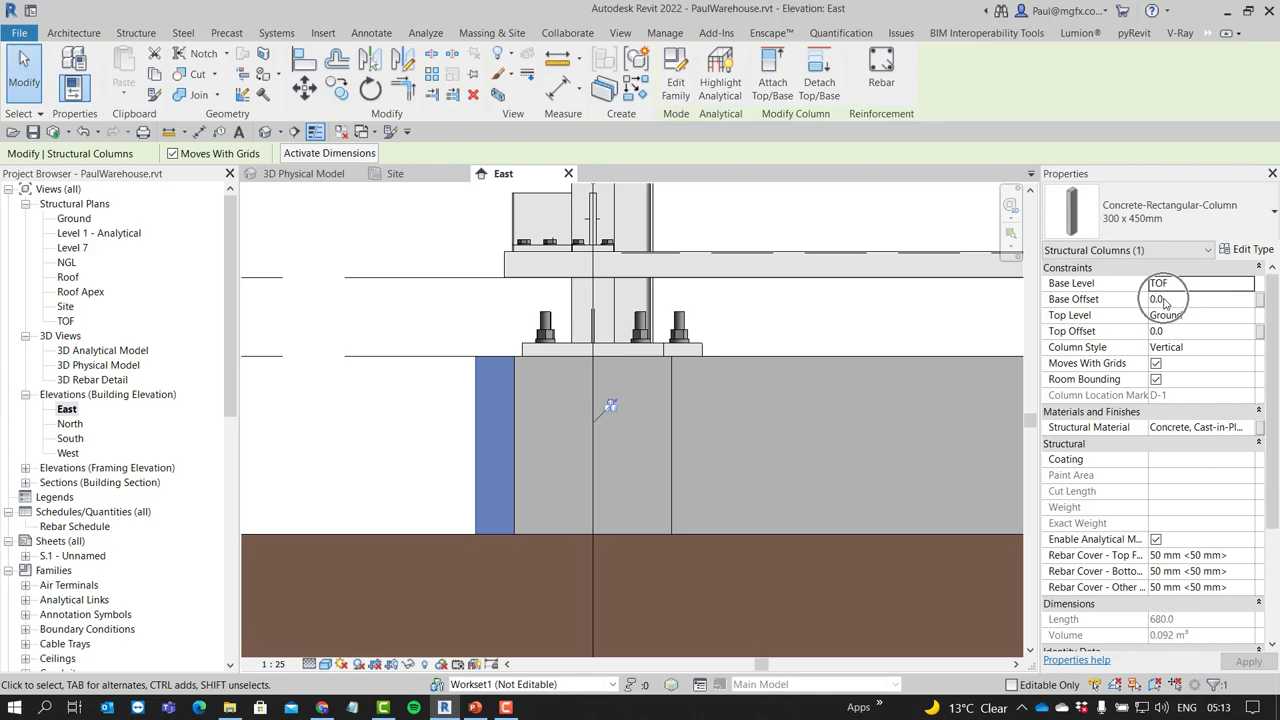 Autodesk Revit 2022 - PaulWarehouse.rvt - Elevation: East
Paul@mgfx.co...
File Architecture Structure Steel Precast Systems Insert Annotate Analyze Massing & Site Collaborate View Manage Add-Ins Enscape™ Quantification Issues BIM Interoperability Tools Lumion® pyRevit V-Ray
Modify
Paste
Notch
Cut
Join
Edit Family
Highlight Analytical
Attach Top/Base
Detach Top/Base
Rebar
Select Properties Clipboard Geometry Modify View Measure Create Mode Analytical Modify Column Reinforcement
Modify | Structural Columns Moves With Grids Activate Dimensions
Project Browser - PaulWarehouse.rvt
3D Physical Model
Site
East
Properties
Views (all)
Structural Plans
Ground
Level 1 - Analytical
Level 7
NGL
Roof
Roof Apex
Site
TOF
3D Views
3D Analytical Model
3D Physical Model
3D Rebar Detail
Elevations (Building Elevation)
East
North
South
West
Elevations (Framing Elevation)
Sections (Building Section)
Legends
Schedules/Quantities (all)
Rebar Schedule
Sheets (all)
S.1 - Unnamed
Families
Air Terminals
Analytical Links
Annotation Symbols
Boundary Conditions
Cable Trays
Ceilings
Concrete-Rectangular-Column
300 x 450mm
Structural Columns (1) Edit Type
Constraints
Base Level TOF
Base Offset 0.0
Top Level Ground
Top Offset 0.0
Column Style Vertical
Moves With Grids
Room Bounding
Column Location Mark D-1
Materials and Finishes
Structural Material Concrete, Cast-in-Pl...
Structural
Coating
Paint Area
Cut Length
Weight
Exact Weight
Enable Analytical M...
Rebar Cover - Top F... 50 mm <50 mm>
Rebar Cover - Botto... 50 mm <50 mm>
Rebar Cover - Other ... 50 mm <50 mm>
Dimensions
Length 680.0
Volume 0.092 m³
Properties help Apply
1 : 25
Click to select, TAB for alternates, CTRL adds, SHIFT unselects.
Workset1 (Not Editable) :0 Main Model Editable Only :1
Apps 13°C Clear ENG 05:13